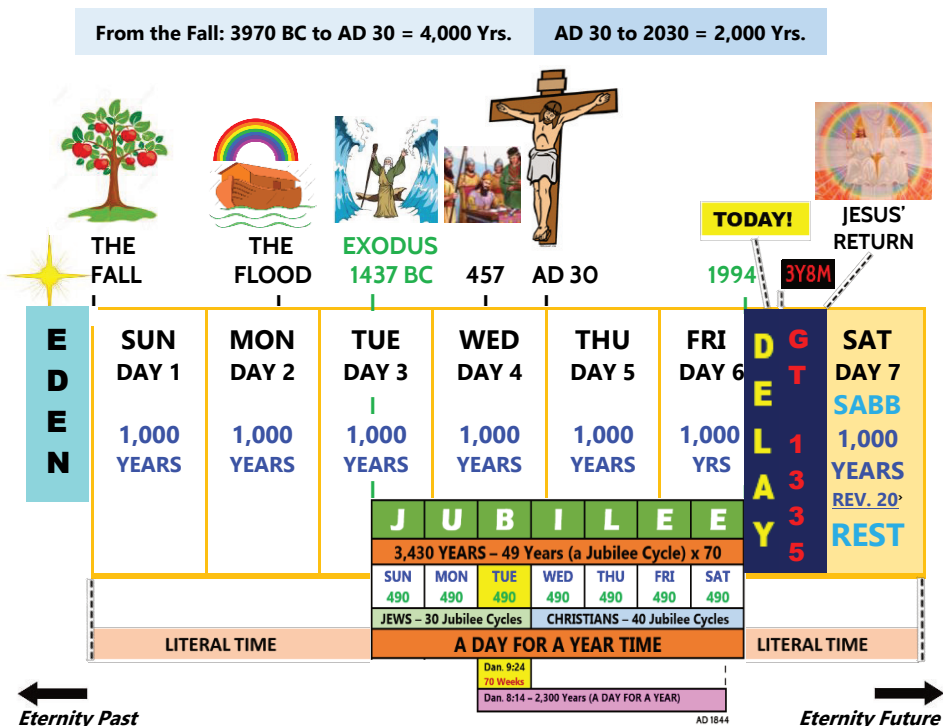 From the Fall: 3970 BC to AD 30 = 4,000 Yrs.
AD 30 to 2030 = 2,000 Yrs.
TODAY!
JESUS'
RETURN
THE
FALL
THE
FLOOD
EXODUS
1437 BC
457
AD 30
1994
3Y8M
EDEN
SUN
DAY 1
1,000
YEARS
MON
DAY 2
1,000
YEARS
TUE
DAY 3
1,000
YEARS
WED
DAY 4
1,000
YEARS
THU
DAY 5
1,000
YEARS
FRI
DAY 6
1,000
YRS
DELAY
GT 1335
SAT
DAY 7
SABB
1,000
YEARS
REV. 20
REST
JUBILEE
3,430 YEARS – 49 Years (a Jubilee Cycle) x 70
SUN MON TUE WED THU FRI SAT
490 490 490 490 490 490 490
JEWS – 30 Jubilee Cycles
CHRISTIANS – 40 Jubilee Cycles
LITERAL TIME
A DAY FOR A YEAR TIME
LITERAL TIME
Dan. 9:24
70 Weeks
Dan. 8:14 – 2,300 Years (A DAY FOR A YEAR)
AD 1844
Eternity Past
Eternity Future